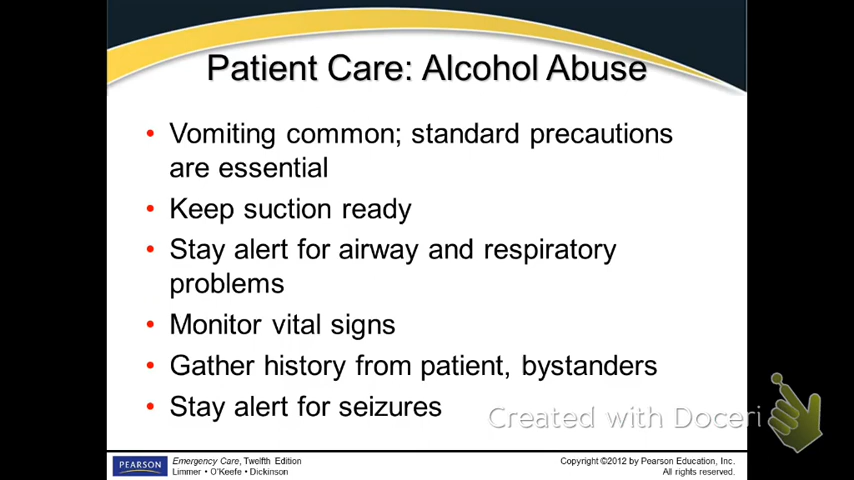 Patient Care: Alcohol Abuse
• Vomiting common; standard precautions
are essential
• Keep suction ready
• Stay alert for airway and respiratory
problems
• Monitor vital signs
• Gather history from patient, bystanders
• Stay alert for seizures
Created with Doceri
PEARSON
Emergency Care, Twelfth Edition
Limmer • O'Keefe • Dickinson
Copyright ©2012 by Pearson Education, Inc.
All rights reserved.